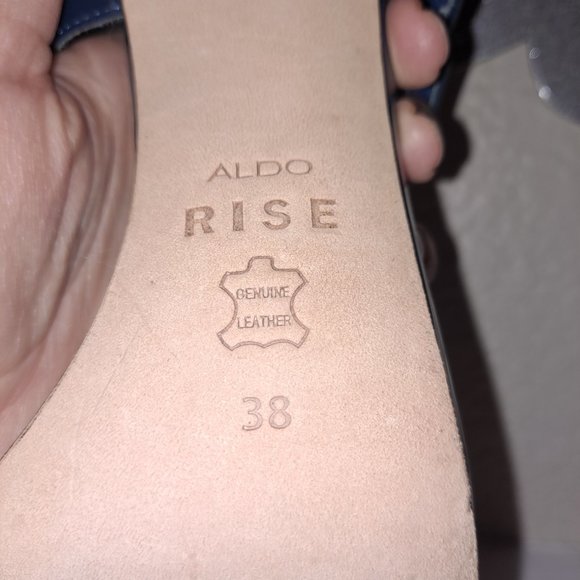 ALDO
RISE
GENUINE
LEATHER
38